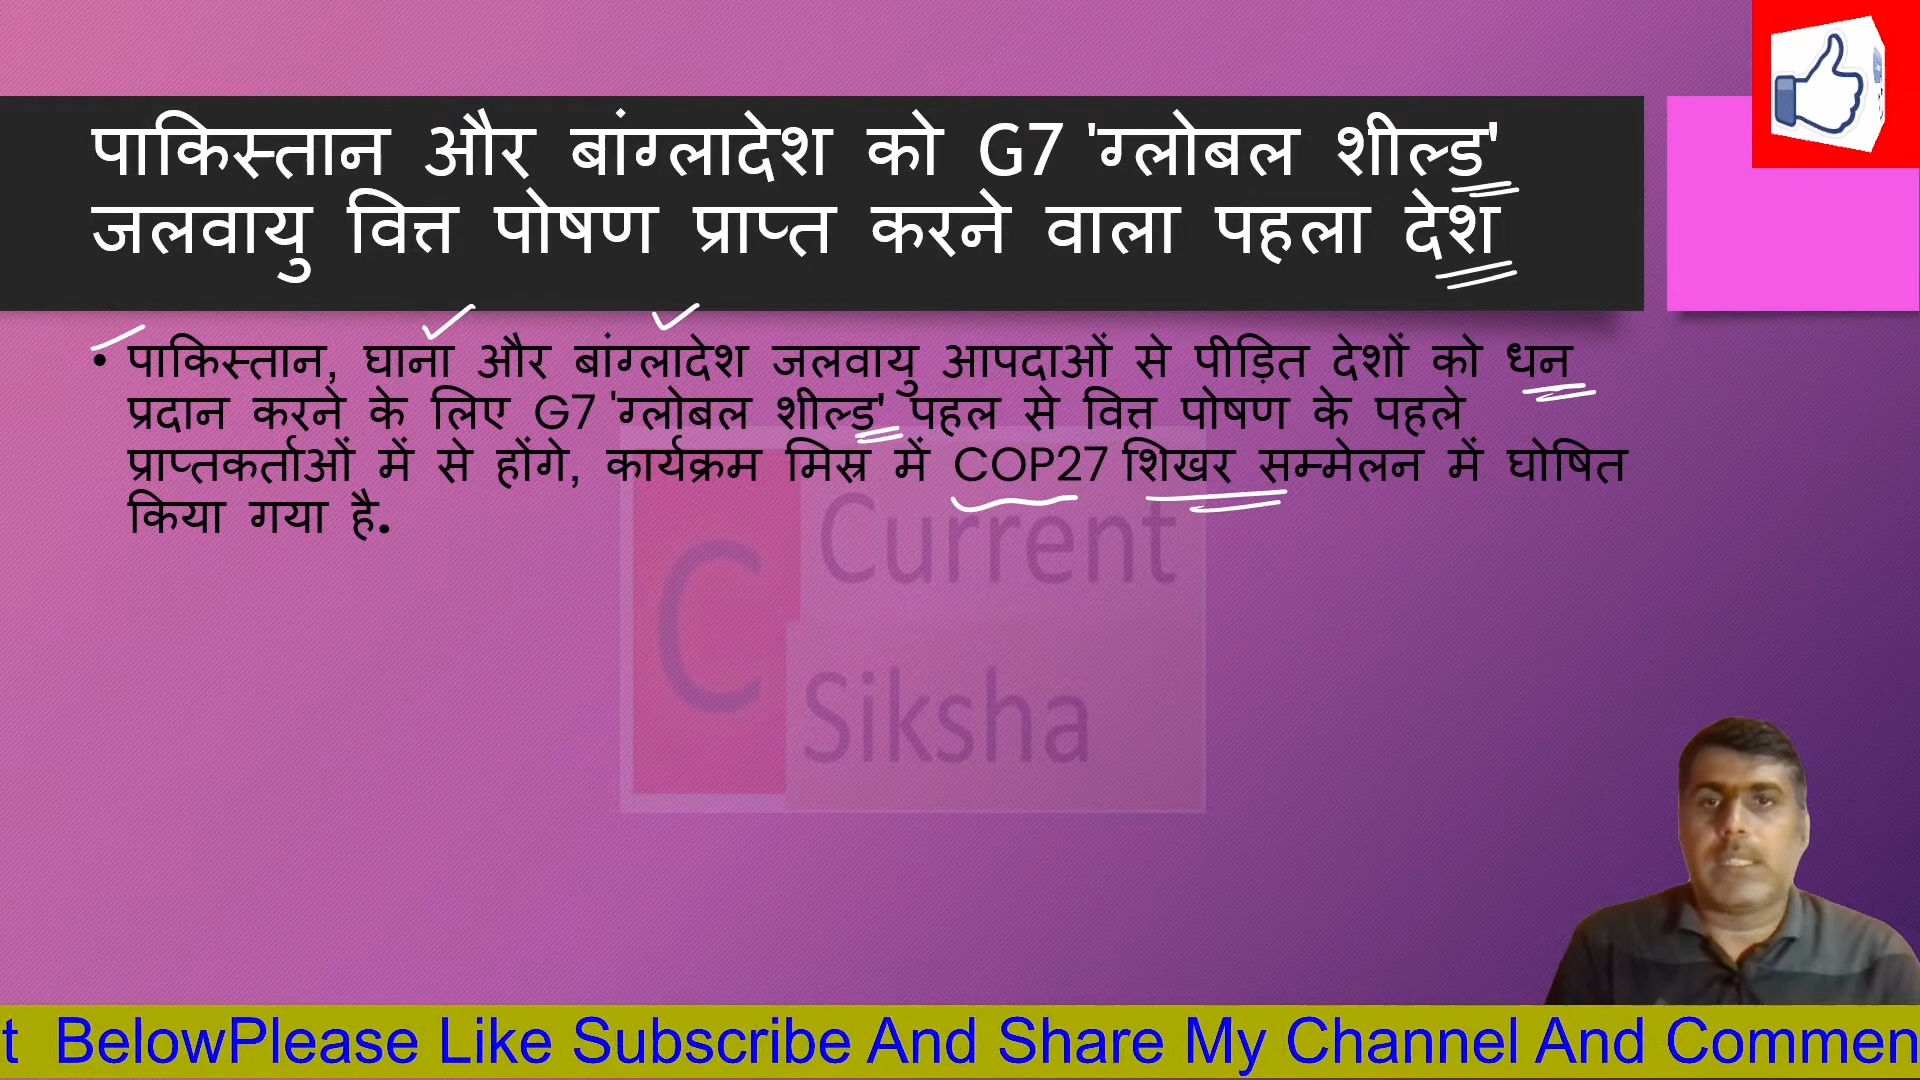 पाकिस्तान और बांग्लादेश को G7 'ग्लोबल शील्ड'
जलवायु वित्त पोषण प्राप्त करने वाला पहला देश
• पाकिस्तान, घाना और बांग्लादेश जलवायु आपदाओं से पीड़ित देशों को धन
प्रदान करने के लिए G7 'ग्लोबल शील्ड' पहल से वित्त पोषण के पहले
प्राप्तकर्ताओं में से होंगे, कार्यक्रम मिस्र में COP27 शिखर सम्मेलन में घोषित
किया गया है.
C Current
Siksha
t BelowPlease Like Subscribe And Share My Channel And Commen